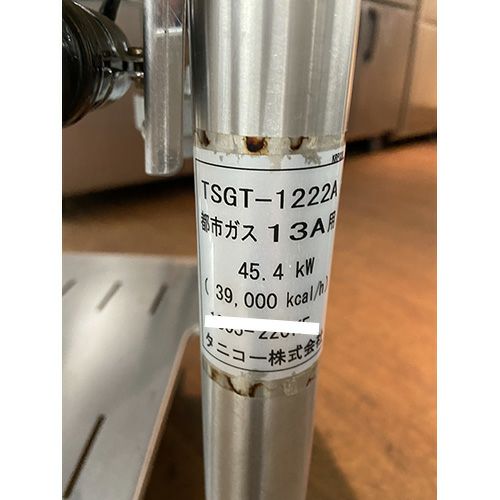 TSGT-1222A
都市ガス 13A用
45.4 kW
( 39,000 kcal/h)
タニコー株式会社